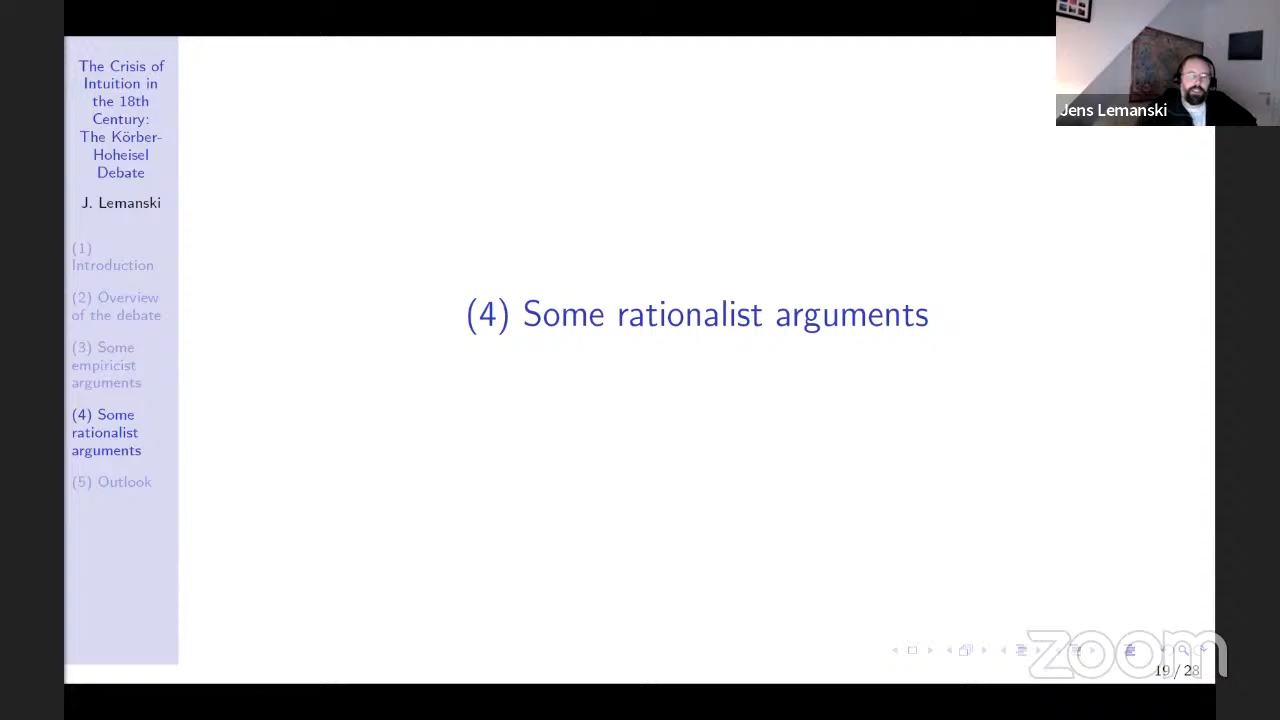 The Crisis of
Intuition in
the 18th
Century:
The Körber-
Hoheisel
Debate
J. Lemanski
(1)
Introduction
(2) Overview
of the debate
(3) Some
empiricist
arguments
(4) Some
rationalist
arguments
(5) Outlook
(4) Some rationalist arguments
Jens Lemanski
zoom
19 / 28